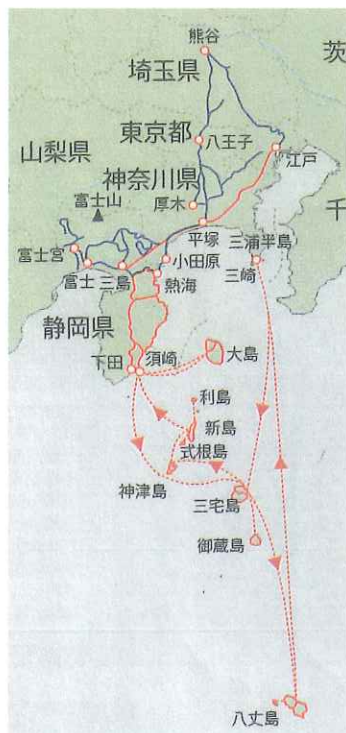 熊谷
茨
埼玉県
東京都
八王子
江戸
山梨県
神奈川県
千
富士山
厚木
平塚
三浦半島
富士宮
小田原
三崎
富士
三島
熱海
静岡県
下田
須崎
大島
利島
新島
式根島
神津島
三宅島
御蔵島
八丈島